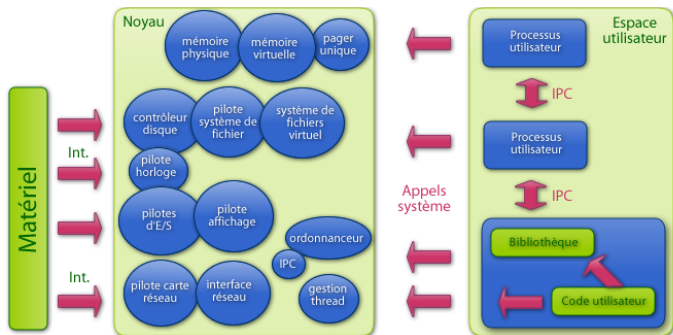 Noyau
mémoire
physique
mémoire
virtuelle
pager
unique
Processus
utilisateur
Espace
utilisateur
IPC
Matériel
Int.
contrôleur
disque
pilote
système de
fichier
système de
fichiers
virtuel
pilote
horloge
Processus
utilisateur
Appels
système
IPC
pilotes
d'E/S
pilote
affichage
ordonnanceur
IPC
Bibliothèque
Int.
pilote carte
réseau
interface
réseau
gestion
thread
Code utilisateur